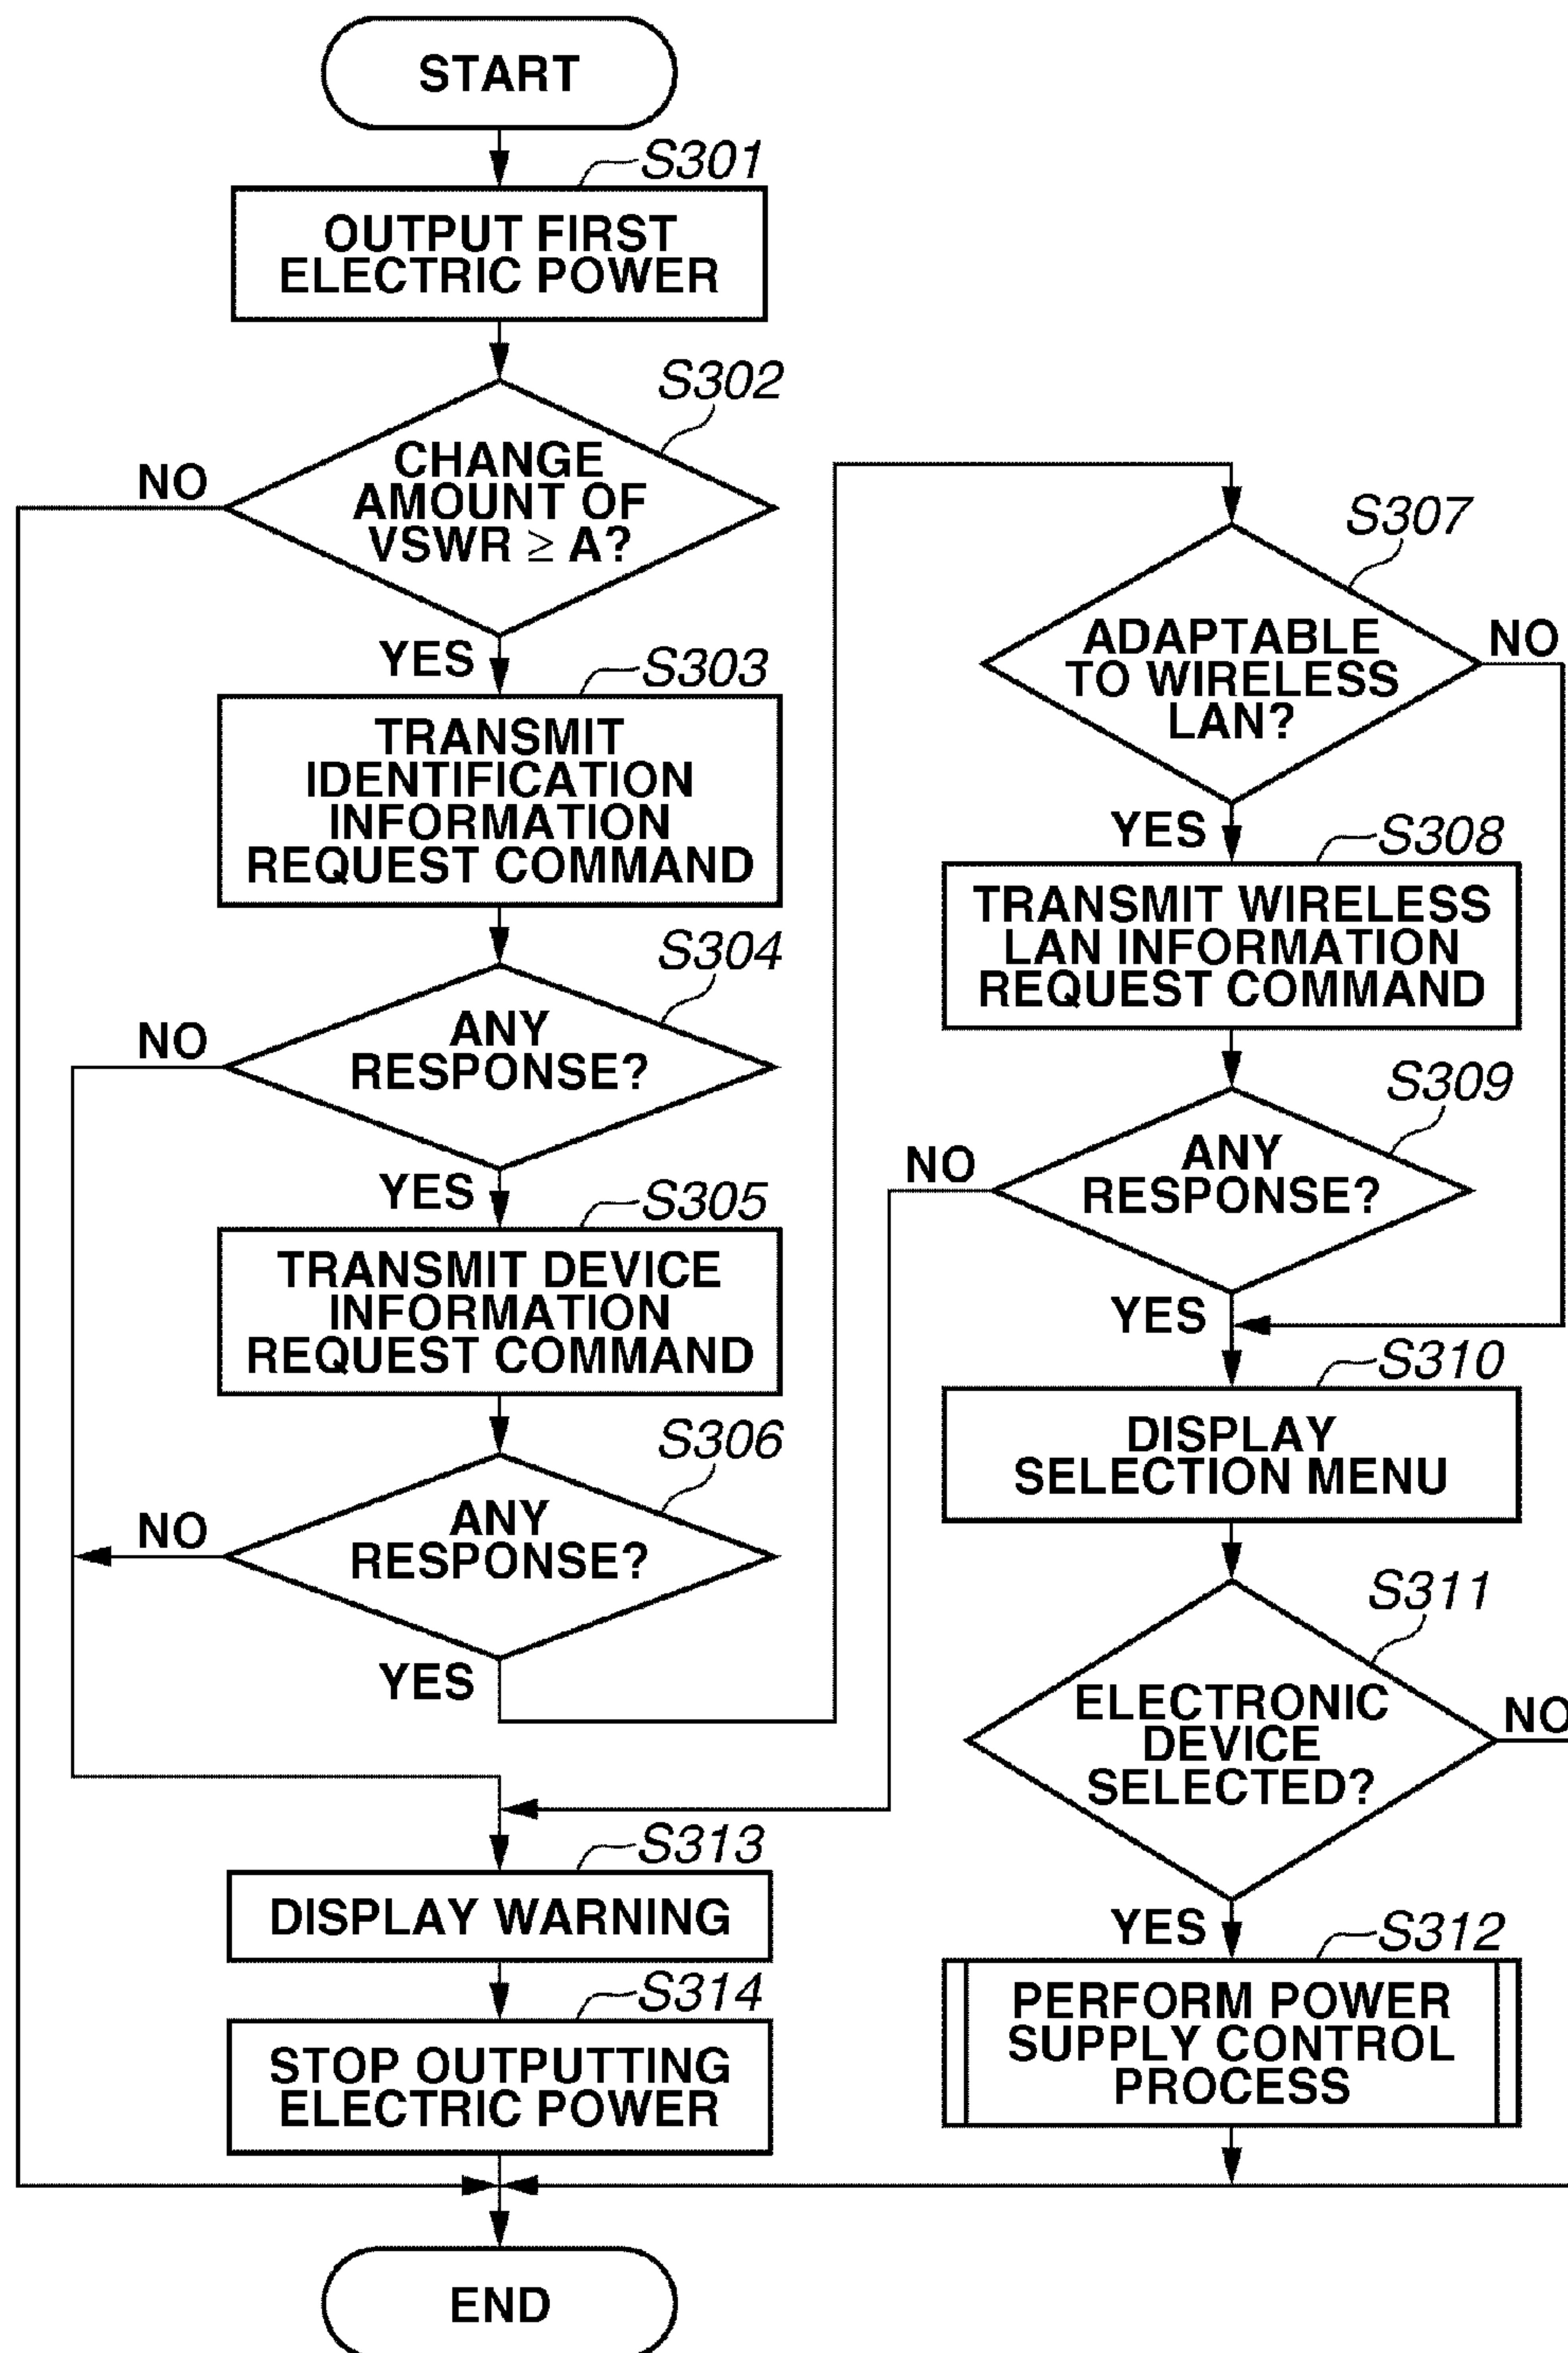 START
S301
OUTPUT FIRST
ELECTRIC POWER
S302
CHANGE
AMOUNT OF
VSWR ≥ A?
NO
YES
S303
TRANSMIT
IDENTIFICATION
INFORMATION
REQUEST COMMAND
S304
ANY
RESPONSE?
NO
YES
S305
TRANSMIT DEVICE
INFORMATION
REQUEST COMMAND
S306
ANY
RESPONSE?
NO
YES
S307
ADAPTABLE
TO WIRELESS
LAN?
NO
YES
S308
TRANSMIT WIRELESS
LAN INFORMATION
REQUEST COMMAND
S309
ANY
RESPONSE?
NO
YES
S310
DISPLAY
SELECTION MENU
S311
ELECTRONIC
DEVICE
SELECTED?
NO
YES
S312
PERFORM POWER
SUPPLY CONTROL
PROCESS
S313
DISPLAY WARNING
S314
STOP OUTPUTTING
ELECTRIC POWER
END